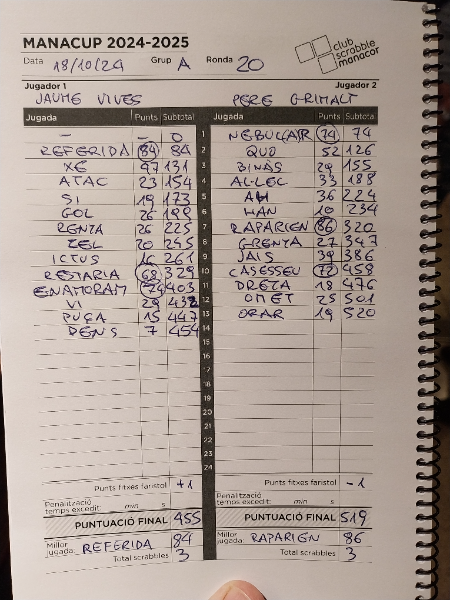 MANACUP 2024-2025
club scrabble manacor
Data 18/10/24 Grup A Ronda 20
Jugador 1 Jugador 2
JAUME VIVES PERE GRIMALT
Jugada Punts Subtotal Jugada Punts Subtota
- - 0 1 74 74
REFERIDA 84 84 2 QUO 52 126
XE 47 131 3 BINAS 29 155
ATAC 23 154 4 AL·LEC 33 188
SI 19 173 5 AH 36 224
GOL 26 199 6 HAN 10 234
RENTA 26 225 7 RAPARIEN 86 320
ZEL 20 245 8 GRENYA 27 347
ICTUS 16 261 9 JAIS 39 386
RESTARIA 68 329 10 CASESSEU 72 458
ENAMORAM 74 403 11 DRETA 18 476
VI 29 432 12 OMET 25 501
PUÇA 15 447 13 ORAR 19 520
DENS 7 454 14
15
16
17
18
19
20
21
22
23
24
Punts fitxes faristol +1 Punts fitxes faristol -1
Penalització temps excedit: min s Penalització temps excedit: min s
PUNTUACIÓ FINAL 455 PUNTUACIÓ FINAL 519
Millor jugada: REFERIDA 84 Millor jugada: RAPARIEN 86
Total scrabbles 3 Total scrabbles 3